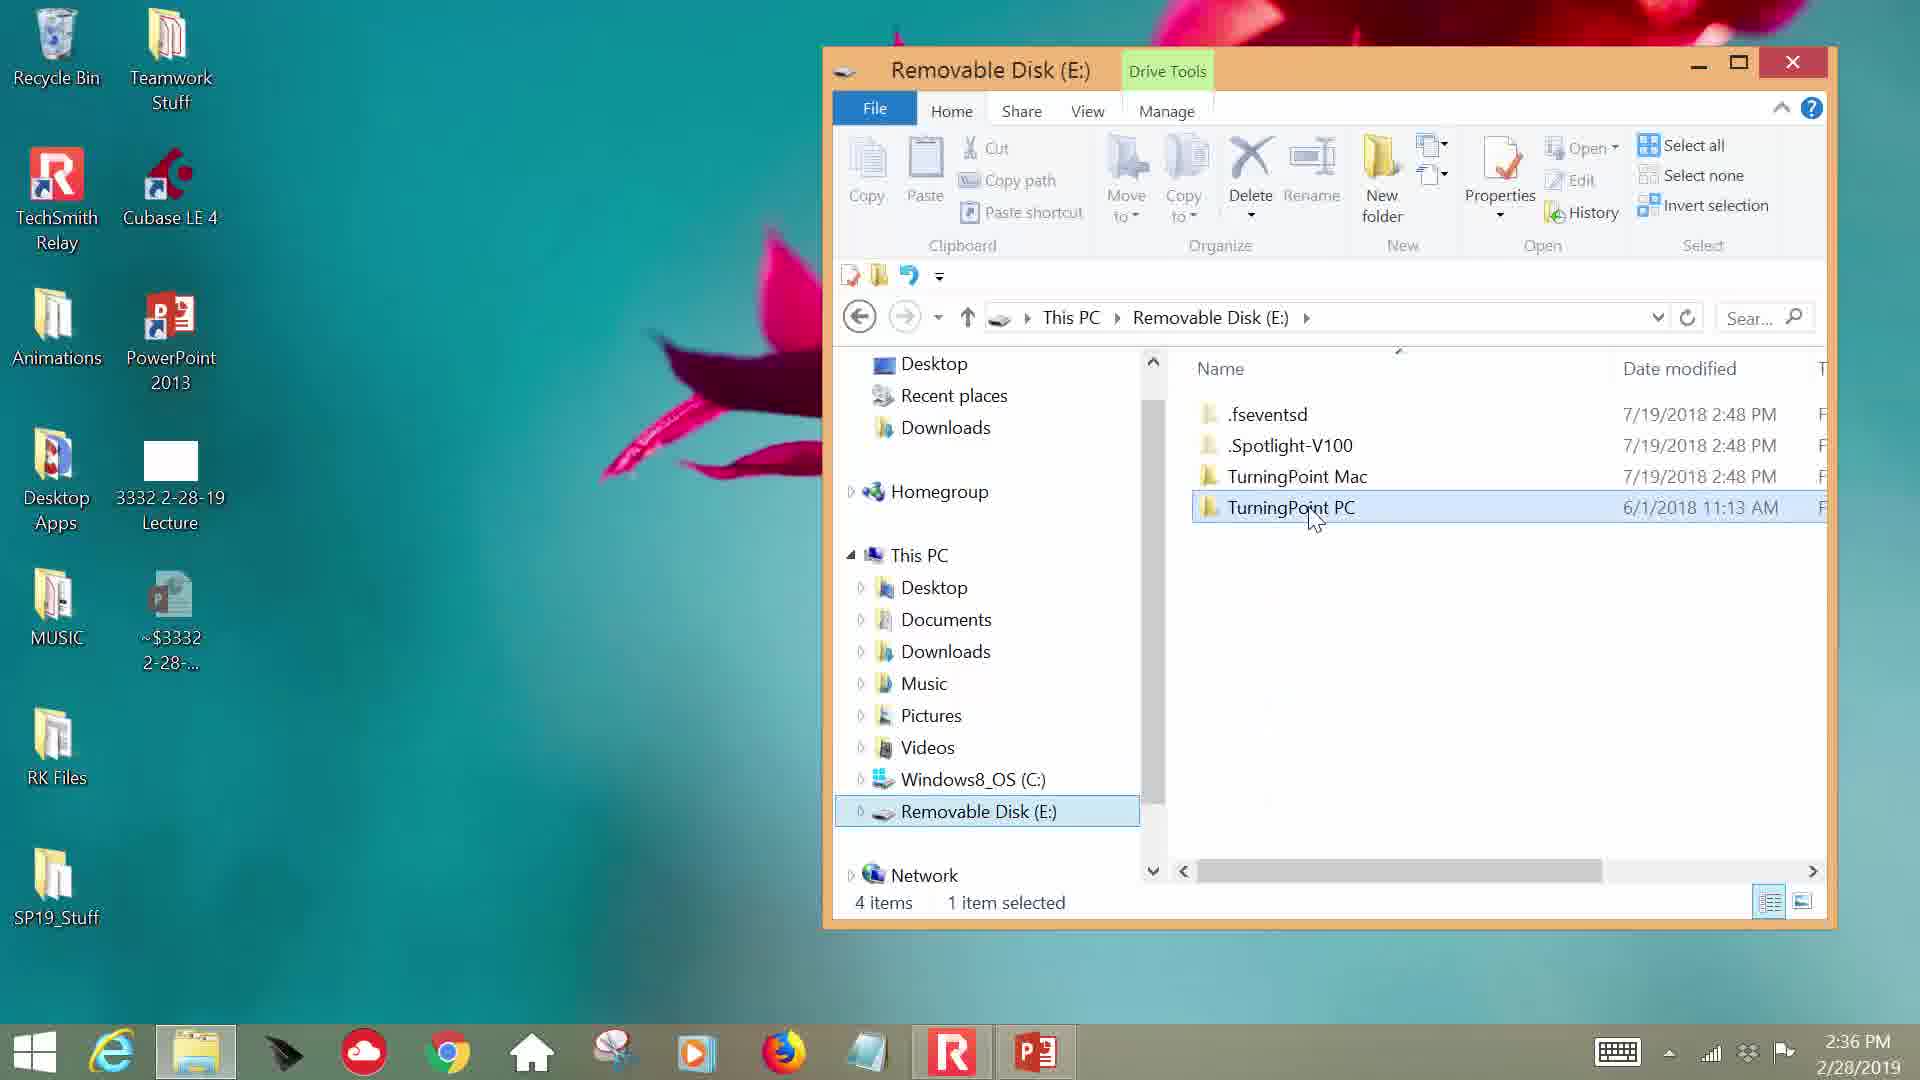 Recycle Bin
Teamwork
Stuff
TechSmith
Relay
Cubase LE 4
Animations
PowerPoint
2013
Desktop
Apps
3332 2-28-19
Lecture
MUSIC
~$3332
2-28-...
RK Files
SP19_Stuff
Removable Disk (E:)
Drive Tools
File
Home
Share
View
Manage
Copy
Paste
Cut
Copy path
Paste shortcut
Clipboard
Move
to
Copy
to
Delete
Rename
Organize
New
folder
New
Properties
Open
Edit
History
Open
Select all
Select none
Invert selection
Select
This PC
Removable Disk (E:)
Sear...
Desktop
Recent places
Downloads
Homegroup
This PC
Desktop
Documents
Downloads
Music
Pictures
Videos
Windows8_OS (C:)
Removable Disk (E:)
Network
Name
Date modified
T
.fseventsd
7/19/2018 2:48 PM
F
.Spotlight-V100
7/19/2018 2:48 PM
F
TurningPoint Mac
7/19/2018 2:48 PM
F
TurningPoint PC
6/1/2018 11:13 AM
F
4 items
1 item selected
2:36 PM
2/28/2019